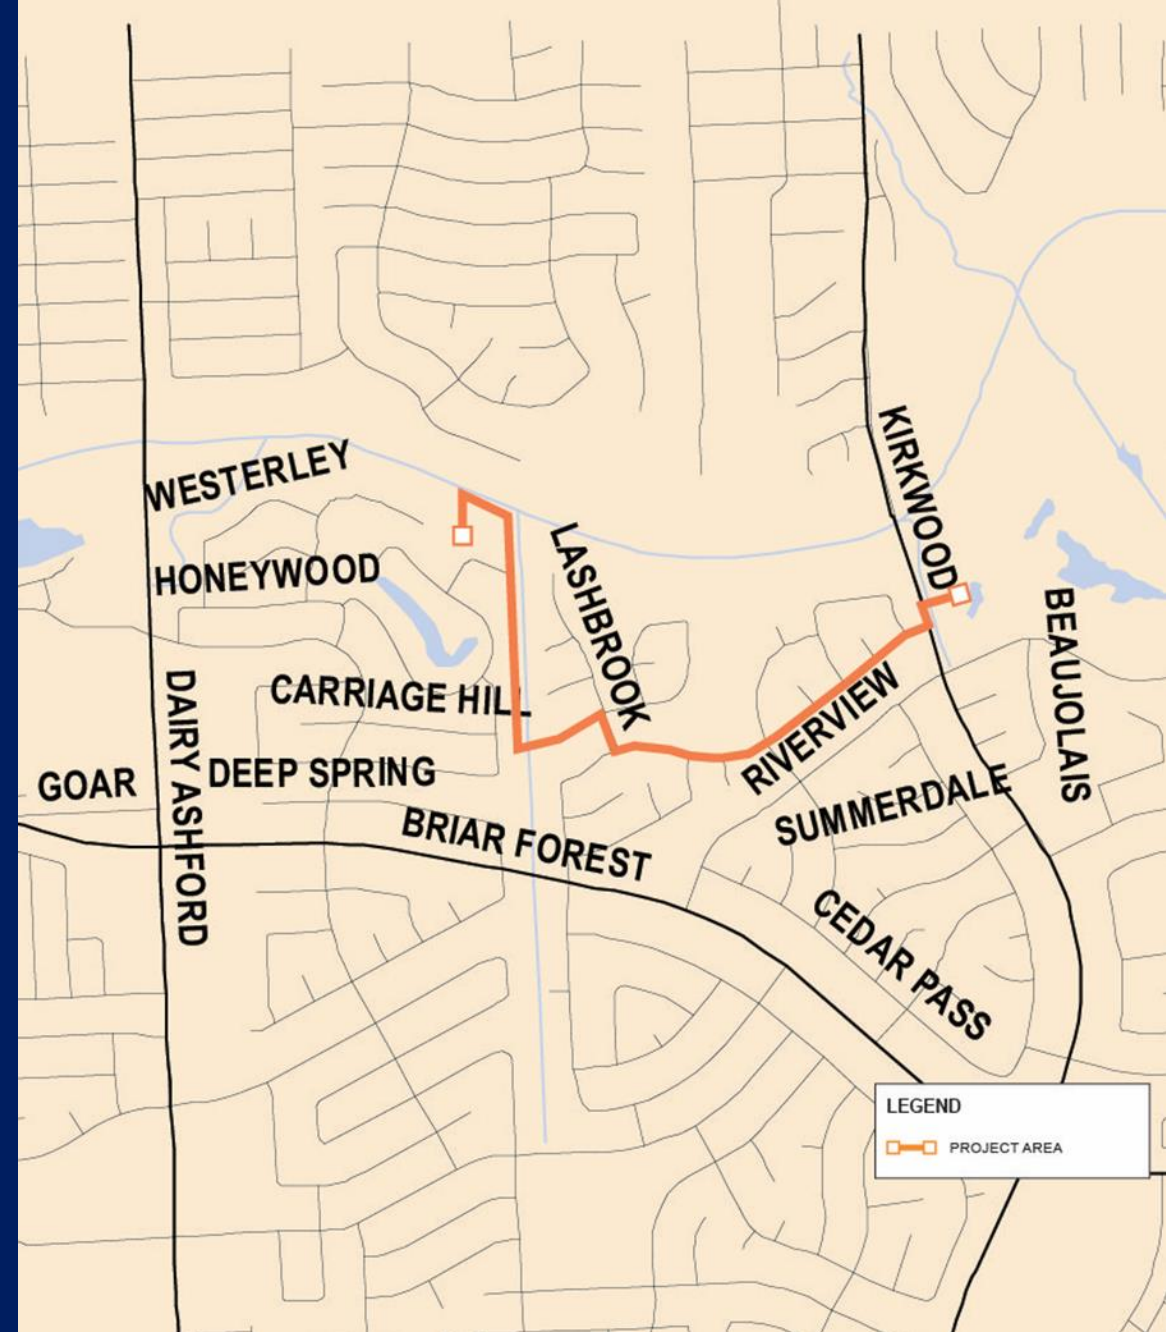 KIRKWOOD
WESTERLEY
LASHBROOK
HONEYWOOD
BEAUJOLAIS
CARRIAGE HILL
DAIRY ASHFORD
RIVERVIEW
GOAR
DEEP SPRING
SUMMERDALE
BRIAR FOREST
CEDAR PASS
LEGEND
PROJECT AREA